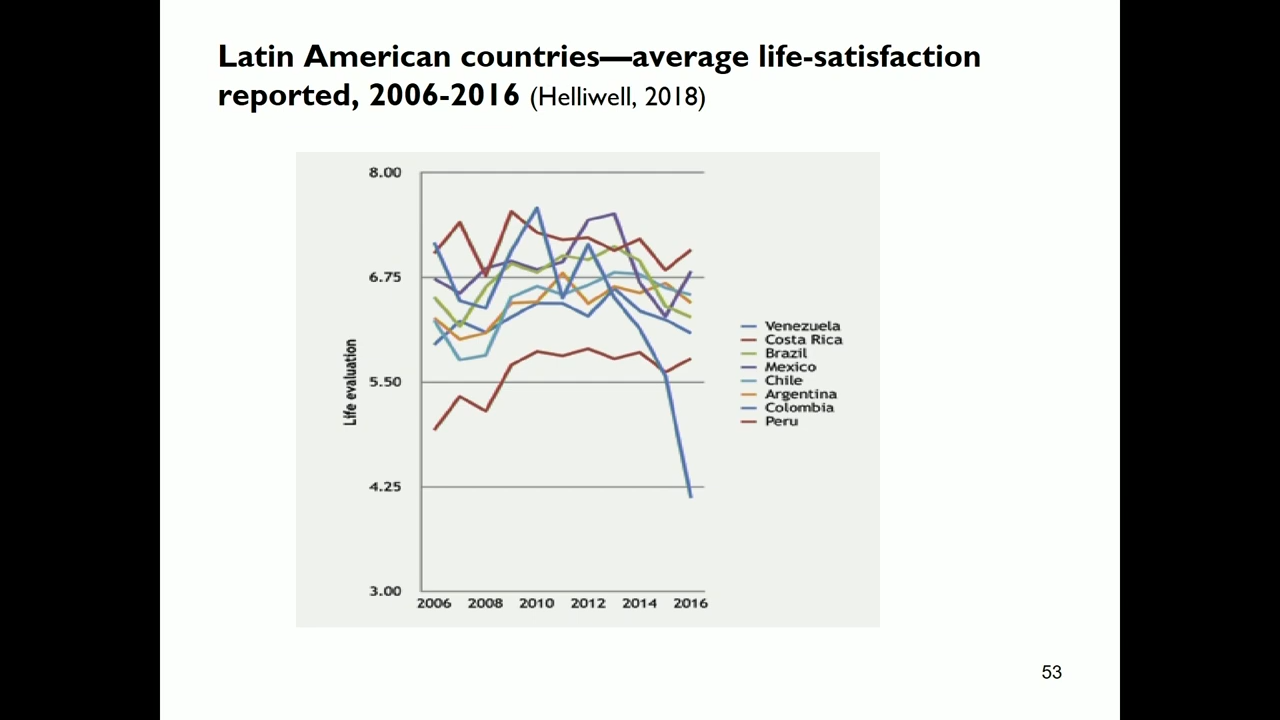 Latin American countries—average life-satisfaction
reported, 2006-2016 (Helliwell, 2018)
8.00
6.75
5.50
4.25
3.00
Life evaluation
2006 2008 2010 2012 2014 2016
Venezuela
Costa Rica
Brazil
Mexico
Chile
Argentina
Colombia
Peru
53